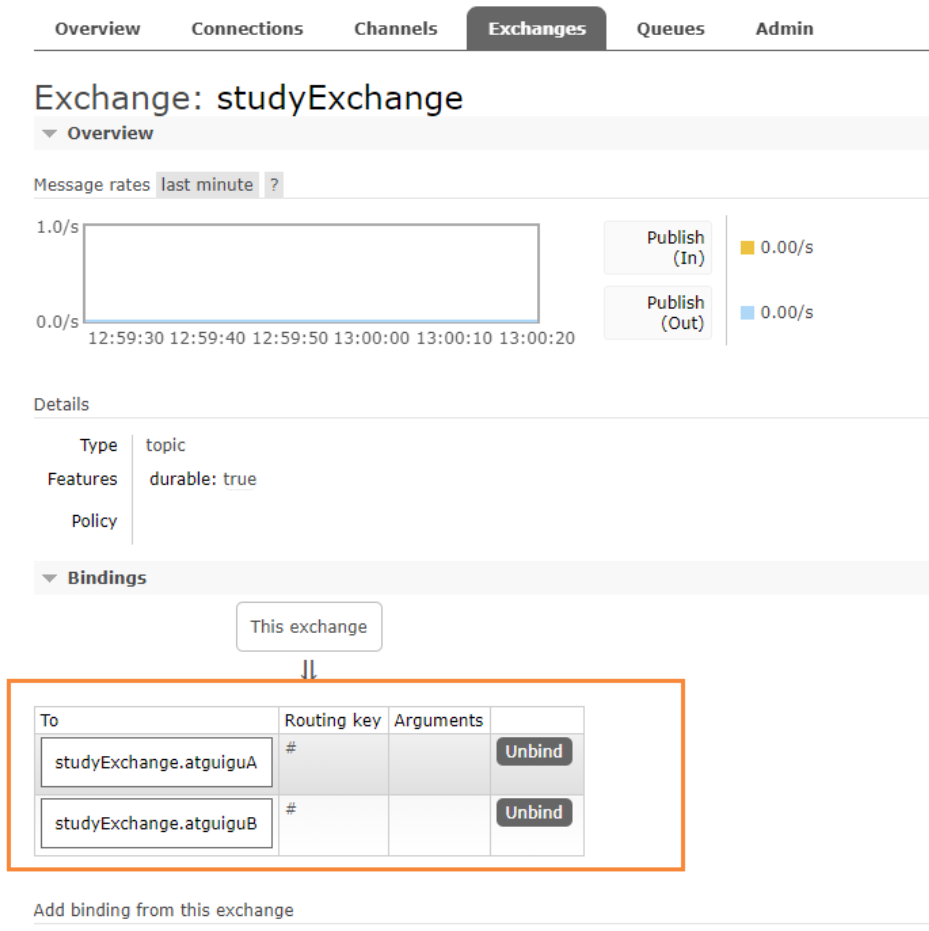 Overview Connections Channels Exchanges Queues Admin
Exchange: studyExchange
Overview
Message rates last minute ?
1.0/s
0.0/s
12:59:30 12:59:40 12:59:50 13:00:00 13:00:10 13:00:20
Publish
(In)
0.00/s
Publish
(Out)
0.00/s
Details
Type topic
Features durable: true
Policy
Bindings
This exchange
To Routing key Arguments
studyExchange.atguiguA # Unbind
studyExchange.atguiguB # Unbind
Add binding from this exchange